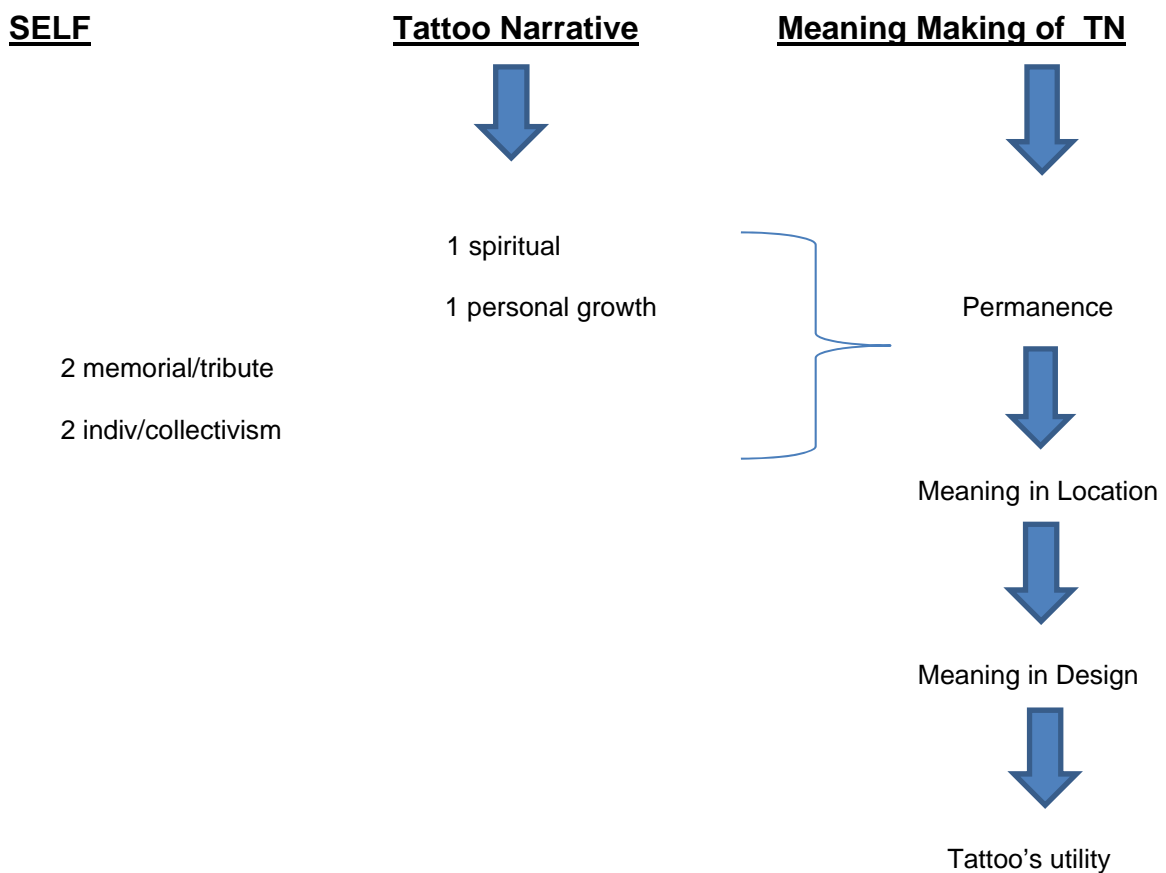 SELF
Tattoo Narrative
Meaning Making of TN
1 spiritual
1 personal growth
Permanence
2 memorial/tribute
2 indiv/collectivism
Meaning in Location
Meaning in Design
Tattoo’s utility